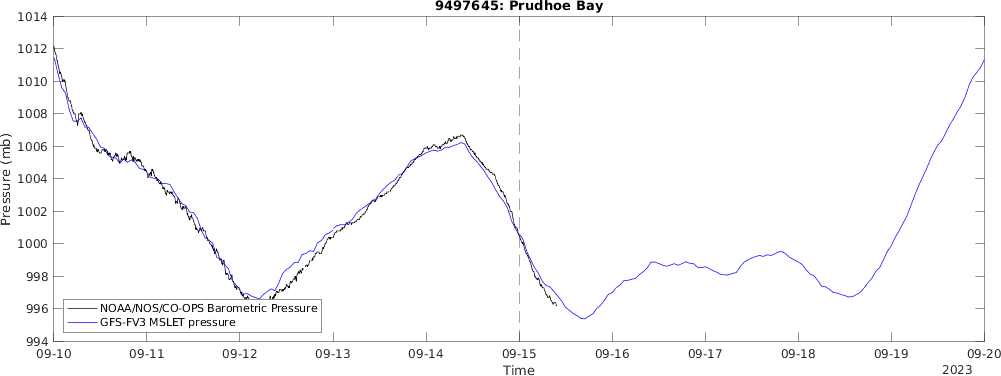 9497645: Prudhoe Bay
Pressure (mb)
1014
1012
1010
1008
1006
1004
1002
1000
998
996
994
NOAA/NOS/CO-OPS Barometric Pressure
GFS-FV3 MSLET pressure
09-10 09-11 09-12 09-13 09-14 09-15 09-16 09-17 09-18 09-19 09-20
Time
2023